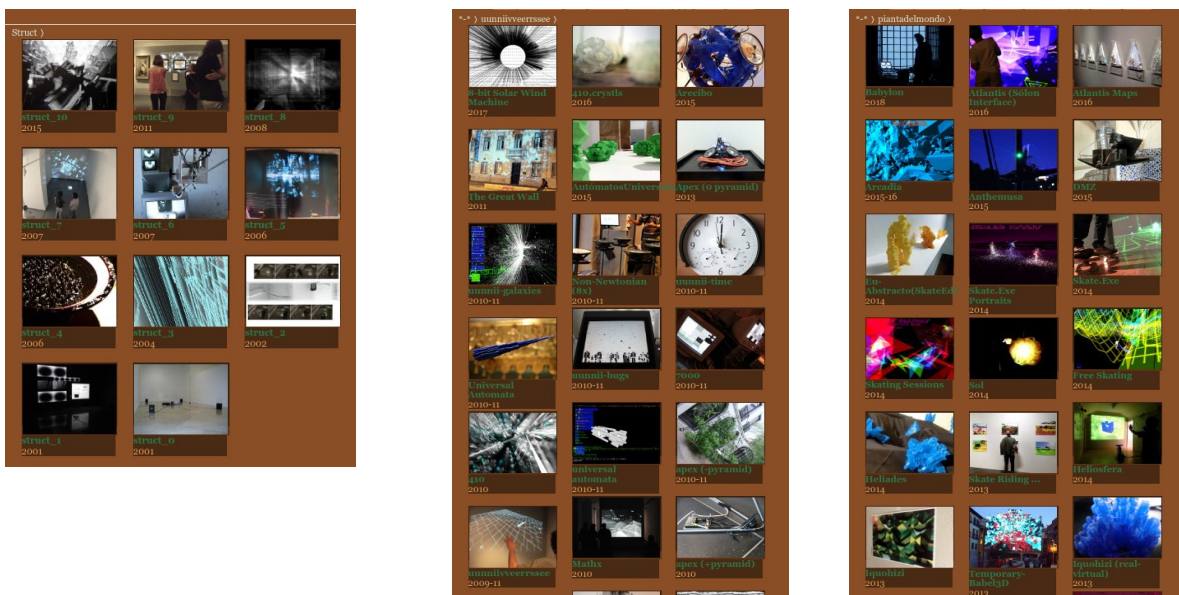 Struct ⟩
struct_10
2015
struct_9
2011
struct_8
2008
struct_7
2007
struct_6
2007
struct_5
2006
struct_4
2006
struct_3
2004
struct_2
2002
struct_1
2001
struct_0
2001
*-* ⟩ uunniivveerrssee ⟩
8-bit Solar Wind
Machine
2017
410.crystls
2016
Arecibo
2015
The Great Wall
2011
AutómatosUnivers
2015
Apex (0 pyramid)
2013
uunnii-galaxies
2010-11
Non-Newtonian
(8x)
2010-11
uunnii-time
2010-11
Universal
Automata
2010-11
uunnii-bugs
2010-11
7000
2010-11
410
2010
universal
automata
2010-11
apex (-pyramid)
2010-11
uunniivveerrssee
2009-11
Mathx
2010
apex (+pyramid)
2010
*-* ⟩ piantadelmondo ⟩
Babylon
2018
Atlantis (Sólon
Interface)
2016
Atlantis Maps
2016
Arcadia
2015-16
Anthemusa
2015
DMZ
2015
Eu-
Abstracto(SkateEd
2014
Skate.Exe
Portraits
2014
Skate.Exe
2014
Skating Sessions
2014
Sol
2014
Free Skating
2014
Heliades
2014
Skate Riding ...
2013
Heliosfera
2014
Iquohizi
2013
Temporary-
Babel3D
2013
Iquohizi (real-
virtual)
2013